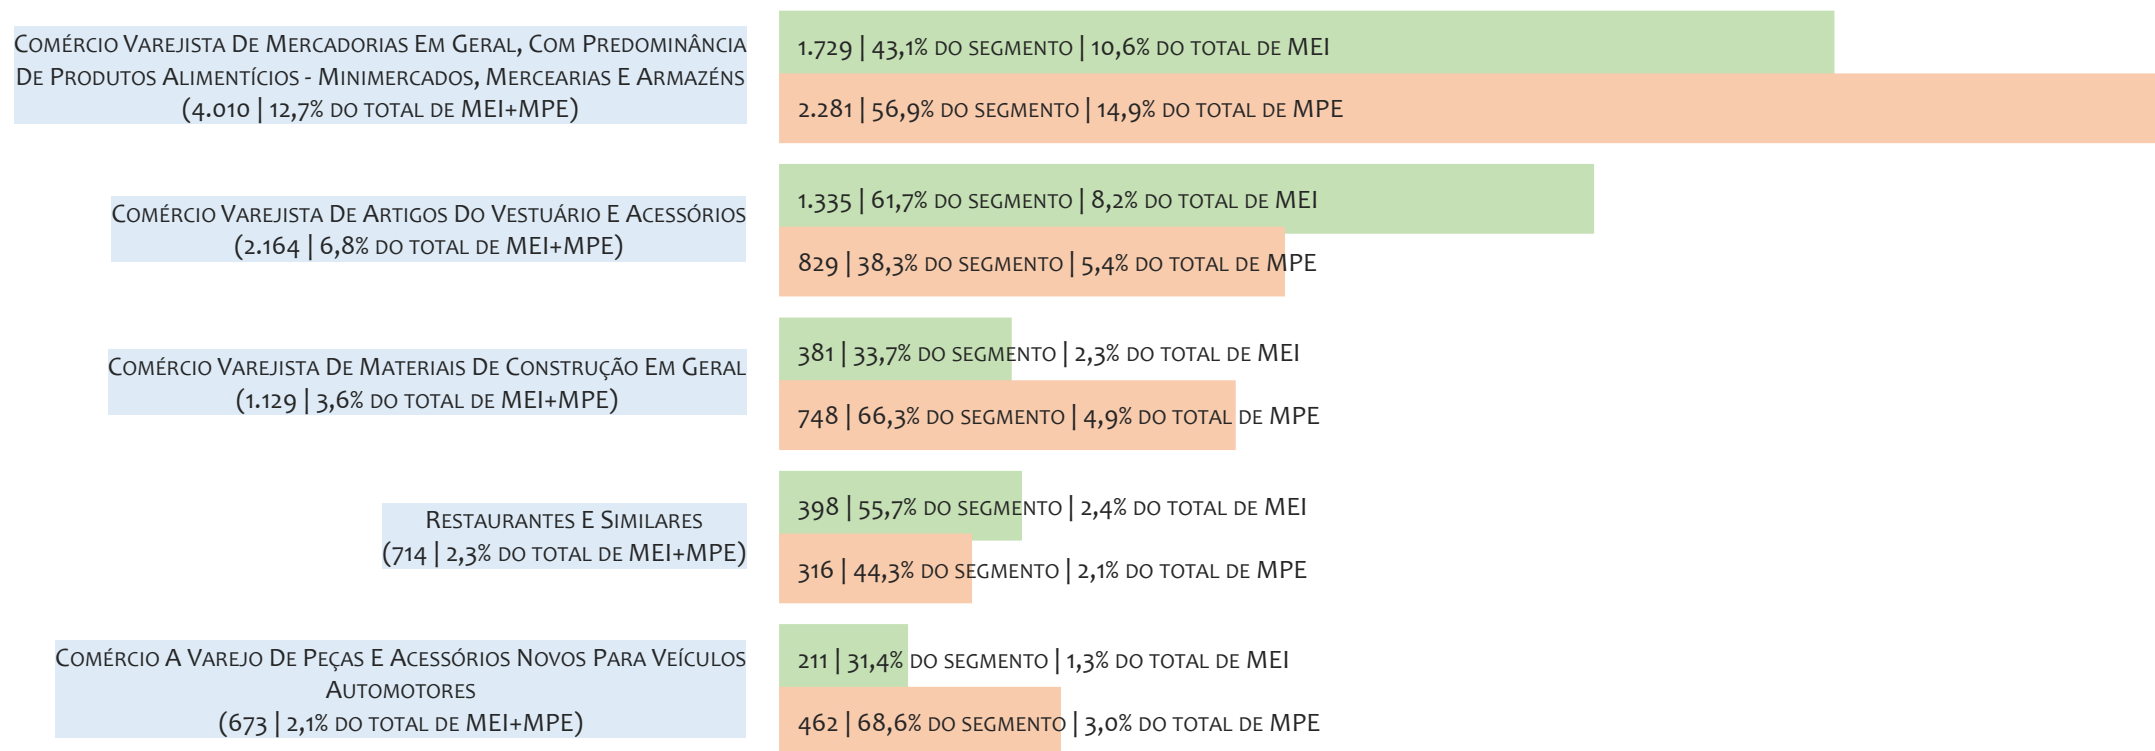 Comércio Varejista De Mercadorias Em Geral, Com Predominância
De Produtos Alimentícios - Minimercados, Mercearias E Armazéns
(4.010 | 12,7% do total de MEI+MPE)
1.729 | 43,1% do segmento | 10,6% do total de MEI
2.281 | 56,9% do segmento | 14,9% do total de MPE
Comércio Varejista De Artigos Do Vestuário E Acessórios
(2.164 | 6,8% do total de MEI+MPE)
1.335 | 61,7% do segmento | 8,2% do total de MEI
829 | 38,3% do segmento | 5,4% do total de MPE
Comércio Varejista De Materiais De Construção Em Geral
(1.129 | 3,6% do total de MEI+MPE)
381 | 33,7% do segmento | 2,3% do total de MEI
748 | 66,3% do segmento | 4,9% do total de MPE
Restaurantes E Similares
(714 | 2,3% do total de MEI+MPE)
398 | 55,7% do segmento | 2,4% do total de MEI
316 | 44,3% do segmento | 2,1% do total de MPE
Comércio A Varejo De Peças E Acessórios Novos Para Veículos
Automotores
(673 | 2,1% do total de MEI+MPE)
211 | 31,4% do segmento | 1,3% do total de MEI
462 | 68,6% do segmento | 3,0% do total de MPE